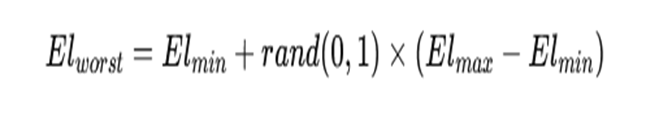 El_worst = El_min + rand(0,1) × (El_max − El_min)